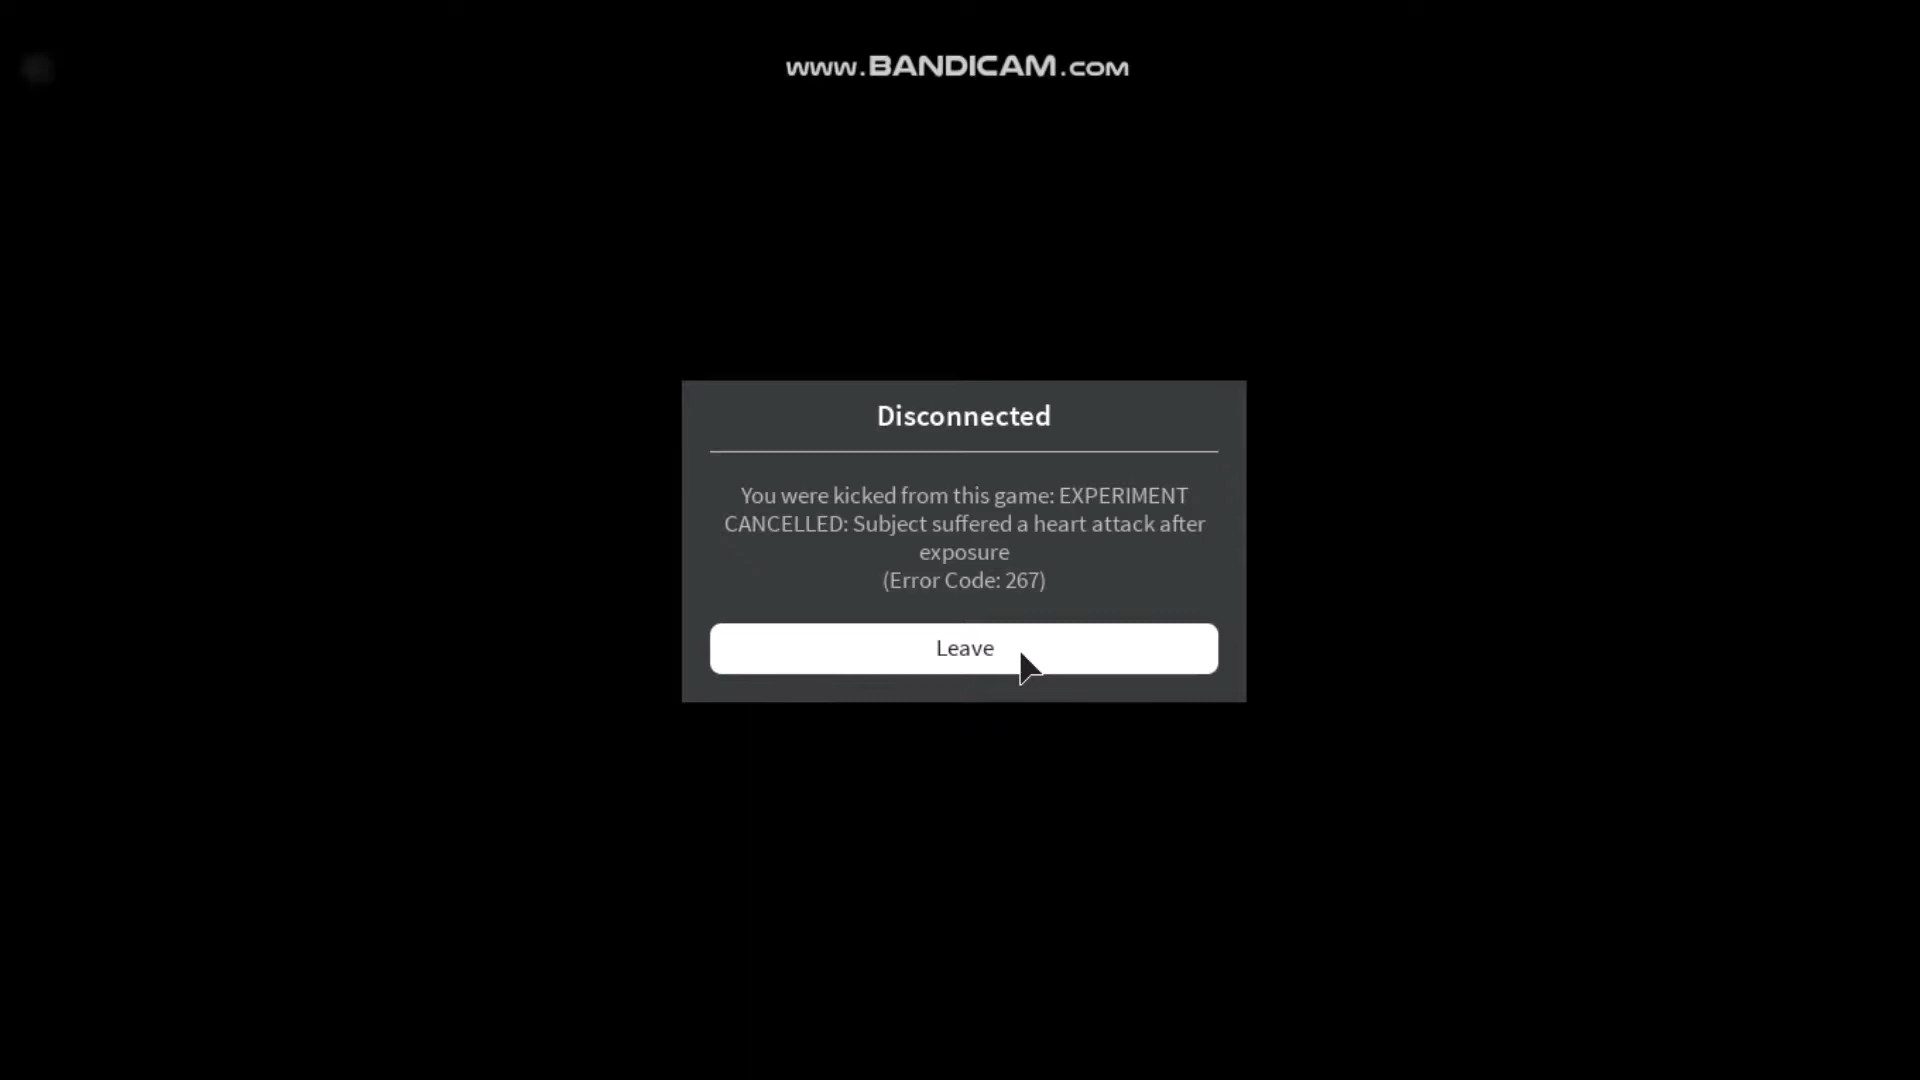 www.BANDICAM.COM
Disconnected
You were kicked from this game: EXPERIMENT
CANCELLED: Subject suffered a heart attack after
exposure
(Error Code: 267)
Leave